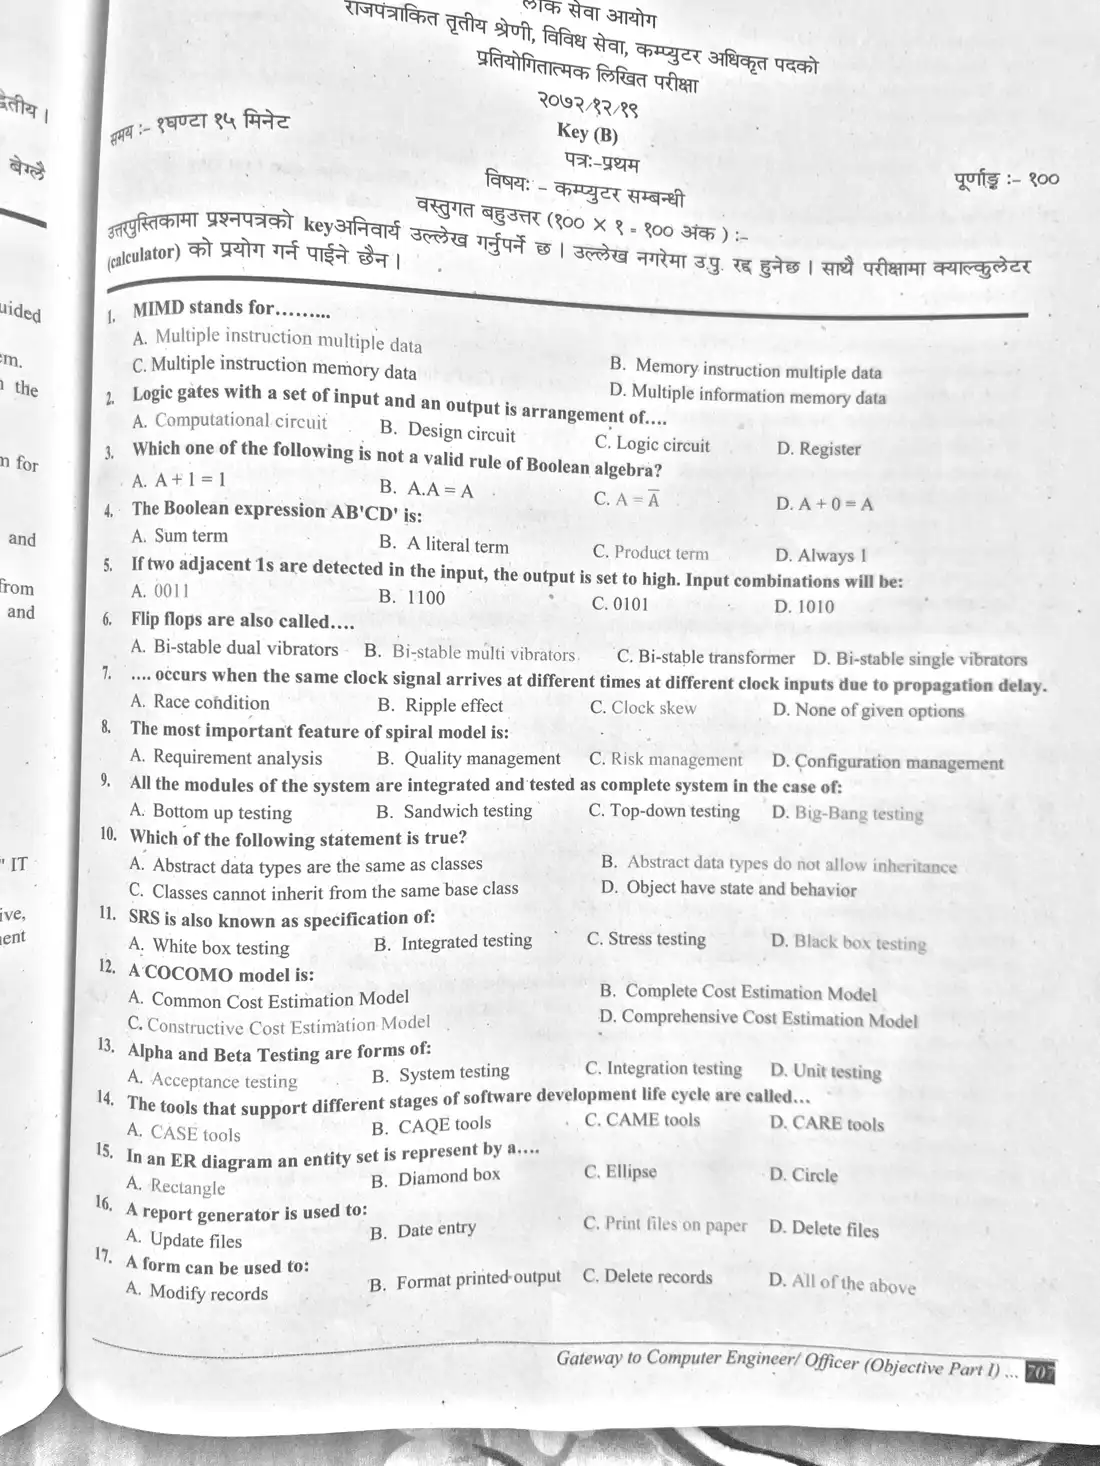 लोक सेवा आयोग
राजपत्रांकित तृतीय श्रेणी, विविध सेवा, कम्प्युटर अधिकृत पदको
प्रतियोगितात्मक लिखित परीक्षा
२०७२/१२/१९
समय :- १घण्टा १५ मिनेट
Key (B)
पत्र:-प्रथम
पूर्णाङ्क :- १००
विषय: - कम्प्युटर सम्बन्धी
वस्तुगत बहुउत्तर (१०० × १ = १०० अंक ) :-
उत्तरपुस्तिकामा प्रश्नपत्रको keyअनिवार्य उल्लेख गर्नुपर्ने छ । उल्लेख नगरेमा उ.पु. रद्द हुनेछ । साथै परीक्षामा क्याल्कुलेटर
(calculator) को प्रयोग गर्न पाईने छैन ।
1. MIMD stands for.........
A. Multiple instruction multiple data
B. Memory instruction multiple data
C. Multiple instruction memory data
D. Multiple information memory data
2. Logic gates with a set of input and an output is arrangement of....
A. Computational circuit B. Design circuit C. Logic circuit D. Register
3. Which one of the following is not a valid rule of Boolean algebra?
A. A + 1 = 1 B. A.A = A C. A = A̅ D. A + 0 = A
4. The Boolean expression AB'CD' is:
A. Sum term B. A literal term C. Product term D. Always 1
5. If two adjacent 1s are detected in the input, the output is set to high. Input combinations will be:
A. 0011 B. 1100 C. 0101 D. 1010
6. Flip flops are also called....
A. Bi-stable dual vibrators B. Bi-stable multi vibrators C. Bi-stable transformer D. Bi-stable single vibrators
7. .... occurs when the same clock signal arrives at different times at different clock inputs due to propagation delay.
A. Race condition B. Ripple effect C. Clock skew D. None of given options
8. The most important feature of spiral model is:
A. Requirement analysis B. Quality management C. Risk management D. Configuration management
9. All the modules of the system are integrated and tested as complete system in the case of:
A. Bottom up testing B. Sandwich testing C. Top-down testing D. Big-Bang testing
10. Which of the following statement is true?
A. Abstract data types are the same as classes B. Abstract data types do not allow inheritance
C. Classes cannot inherit from the same base class D. Object have state and behavior
11. SRS is also known as specification of:
A. White box testing B. Integrated testing C. Stress testing D. Black box testing
12. A COCOMO model is:
A. Common Cost Estimation Model B. Complete Cost Estimation Model
C. Constructive Cost Estimation Model D. Comprehensive Cost Estimation Model
13. Alpha and Beta Testing are forms of:
A. Acceptance testing B. System testing C. Integration testing D. Unit testing
14. The tools that support different stages of software development life cycle are called...
A. CASE tools B. CAQE tools C. CAME tools D. CARE tools
15. In an ER diagram an entity set is represent by a....
A. Rectangle B. Diamond box C. Ellipse D. Circle
16. A report generator is used to:
A. Update files B. Date entry C. Print files on paper D. Delete files
17. A form can be used to:
A. Modify records B. Format printed output C. Delete records D. All of the above
Gateway to Computer Engineer/ Officer (Objective Part I) ... 707
बेग्लै
the
for
and
from
and
" IT